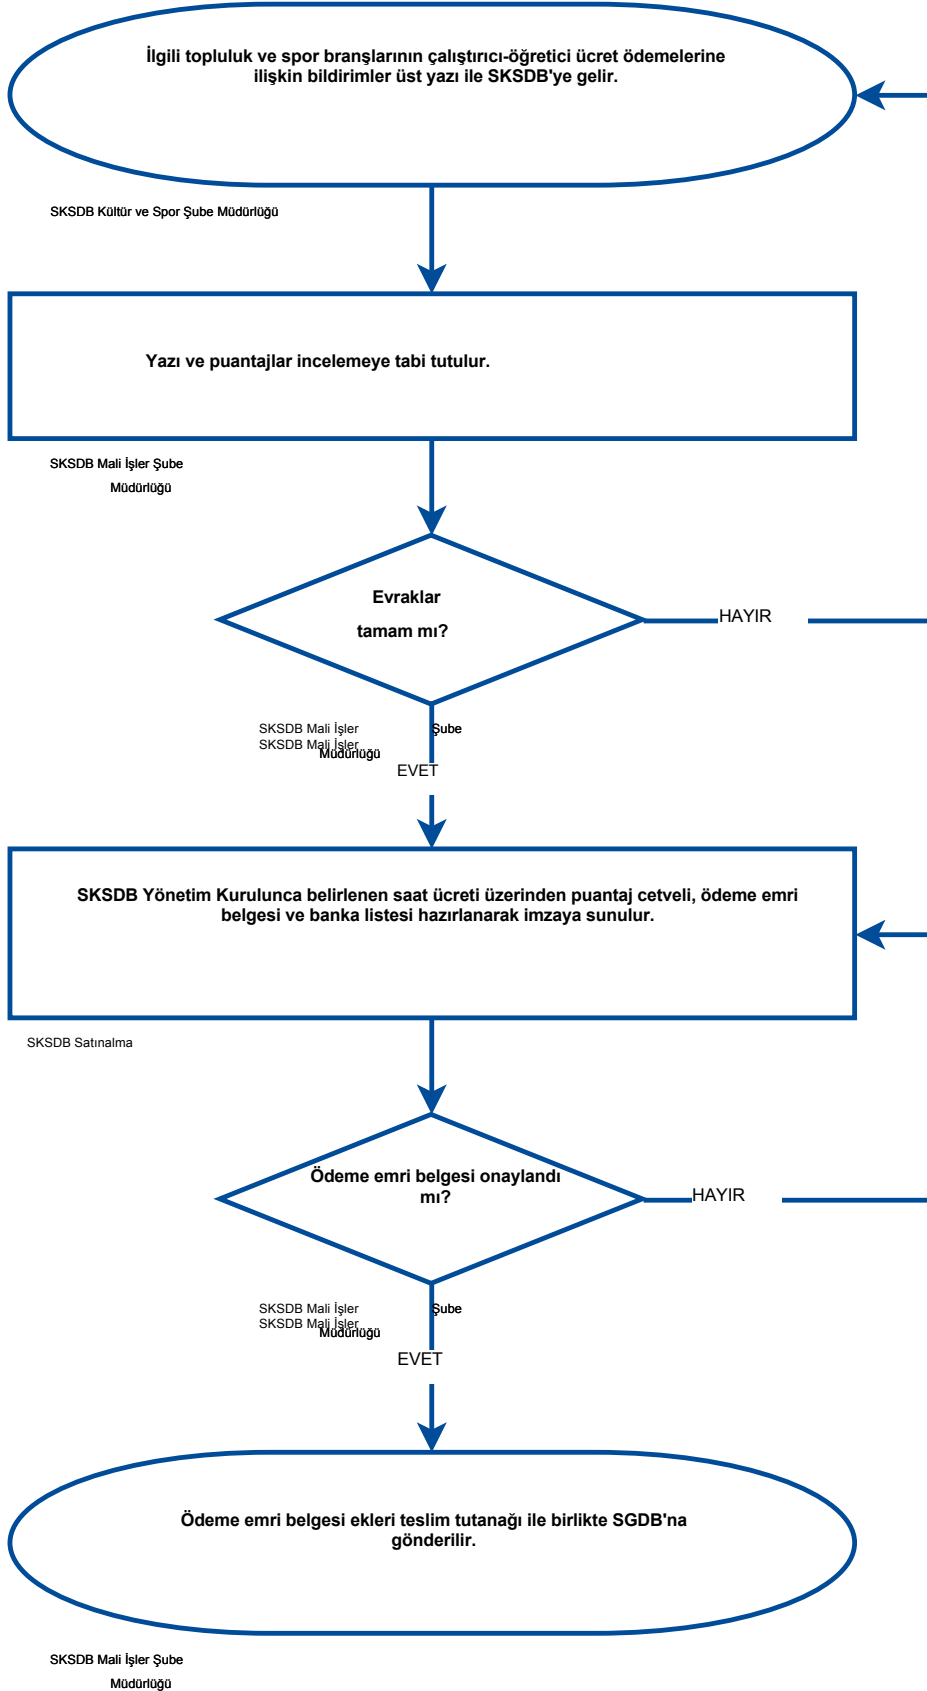 İlgili topluluk ve spor branşlarının çalıştırıcı-öğretici ücret ödemelerine
ilişkin bildirimler üst yazı ile SKSDB'ye gelir.
SKSDB Kültür ve Spor Şube Müdürlüğü
Yazı ve puantajlar incelemeye tabi tutulur.
SKSDB Mali İşler Şube
Müdürlüğü
Evraklar
tamam mı?
HAYIR
SKSDB Mali İşler Şube
SKSDB Mali İşler
Müdürlüğü
EVET
SKSDB Yönetim Kurulunca belirlenen saat ücreti üzerinden puantaj cetveli, ödeme emri
belgesi ve banka listesi hazırlanarak imzaya sunulur.
SKSDB Satınalma
Ödeme emri belgesi onaylandı
mı?
HAYIR
SKSDB Mali İşler Şube
SKSDB Mali İşler
Müdürlüğü
EVET
Ödeme emri belgesi ekleri teslim tutanağı ile birlikte SGDB'na
gönderilir.
SKSDB Mali İşler Şube
Müdürlüğü